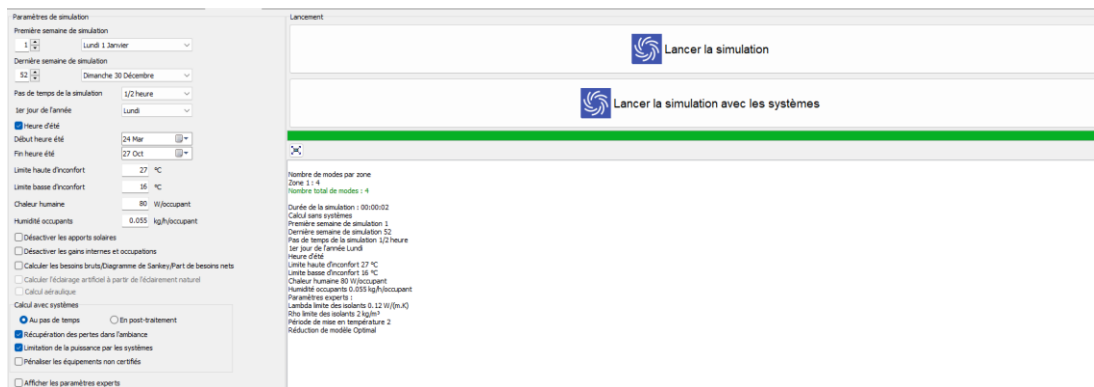 Paramètres de simulation
Première semaine de simulation
1 Lundi 1 Janvier
Dernière semaine de simulation
52 Dimanche 30 Décembre
Pas de temps de la simulation 1/2 heure
1er jour de l'année Lundi
Heure d'été
Début heure été 24 Mar
Fin heure été 27 Oct
Limite haute d'inconfort 27 °C
Limite basse d'inconfort 16 °C
Chaleur humaine 80 W/occupant
Humidité occupants 0.055 kg/h/occupant
Désactiver les apports solaires
Désactiver les gains internes et occupations
Calculer les besoins bruts/Diagramme de Sankey/Part de besoins nets
Calculer l'éclairage artificiel à partir de l'éclairement naturel
Calcul aéraulique
Calcul avec systèmes
Au pas de temps En post-traitement
Récupération des pertes dans l'ambiance
Limitation de la puissance par les systèmes
Pénaliser les équipements non certifiés
Afficher les paramètres experts
Lancement
Lancer la simulation
Lancer la simulation avec les systèmes
Nombre de modes par zone
Zone 1 : 4
Nombre total de modes : 4
Durée de la simulation : 00:00:02
Calcul sans systèmes
Première semaine de simulation 1
Dernière semaine de simulation 52
Pas de temps de la simulation 1/2 heure
1er jour de l'année Lundi
Heure d'été
Limite haute d'inconfort 27 °C
Limite basse d'inconfort 16 °C
Chaleur humaine 80 W/occupant
Humidité occupants 0.055 kg/h/occupant
Paramètres experts :
Lambda limite des isolants 0.12 W/(m.K)
Rho limite des isolants 2 kg/m³
Période de mise en température 2
Réduction de modèle Optimal